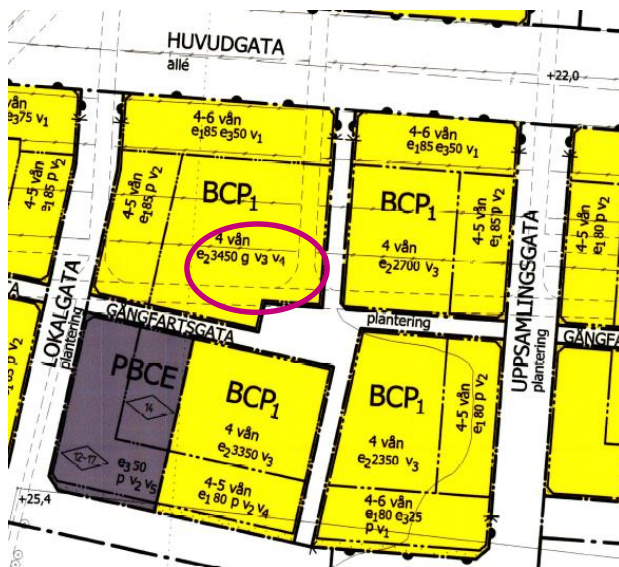 HUVUDGATA
allé
+22,0
vån
e₃75 v₁
4-6 vån
e₁85 e₃50 v₁
4-6 vån
e₁85 e₃50 v₁
4-5 vån
e₁85 p v₂
4-5 vån
e₁85 p v₂
BCP₁
4 vån
e₂3450 g v₃ v₄
BCP₁
4 vån
e₂2700 v₃
4-5 vån
e₁85 p v₂
4-5 vån
e₁80 p v₂
LOKALGATA
plantering
GÅNGFARTSGATA
plantering
UPPSAMLINGSGATA
plantering
GÅNGFA
PBCE
14
12-17
e₃50
p v₂ v₅
BCP₁
4 vån
e₂3350 v₃
4-5 vån
e₁80 p v₂ v₄
BCP₁
4 vån
e₂2350 v₃
4-5 vån
e₁80 p v₂
4-6 vån
e₁80 e₃25
p v₁
+25,4